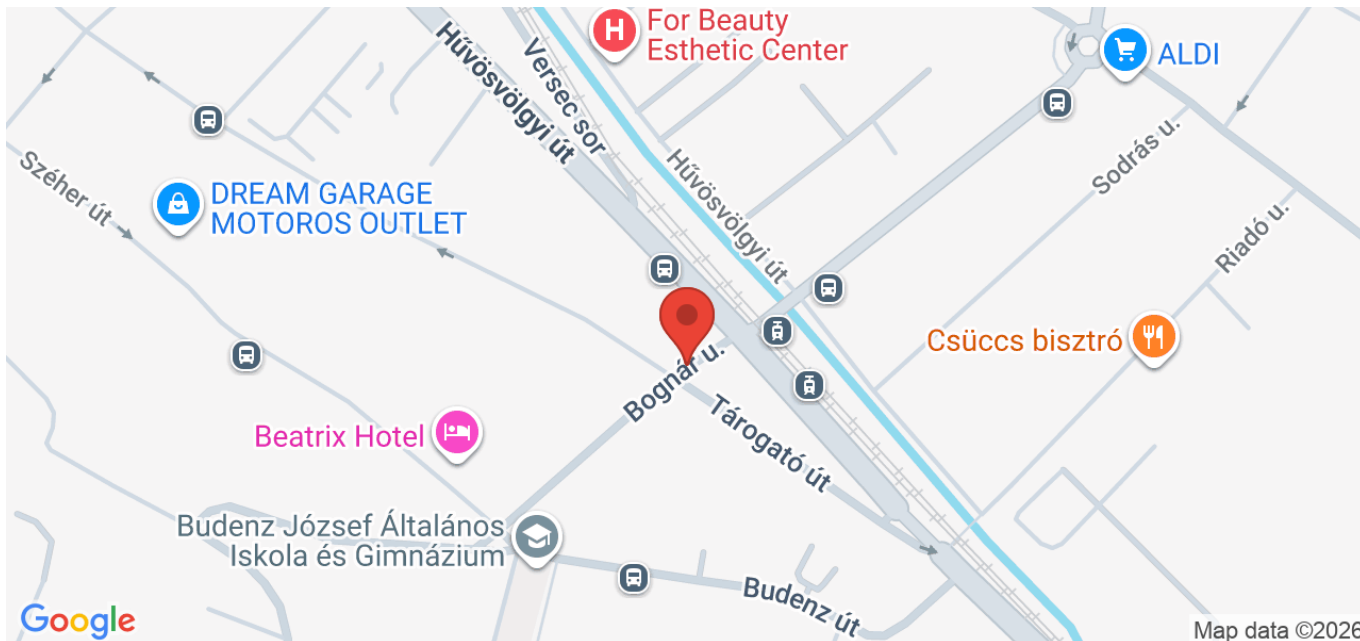 For Beauty
Esthetic Center
ALDI
Hűvösvölgyi út
Versec sor
Széher út
DREAM GARAGE
MOTOROS OUTLET
Hűvösvölgyi út
Sodrás u.
Riadó u.
Csüccs bisztró
Bognár u.
Tárogató út
Beatrix Hotel
Budenz József Általános
Iskola és Gimnázium
Budenz út
Google
Map data ©2026